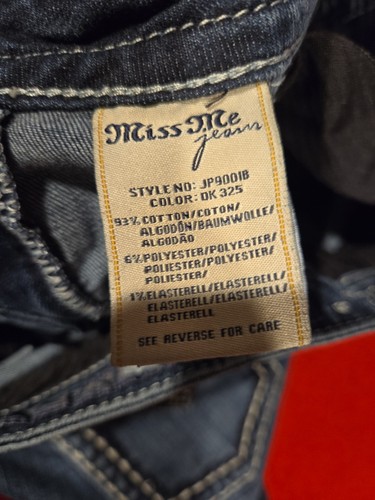 Miss Me
jeans
STYLE NO: JP9001B
COLOR: DK 325
93% COTTON/COTON/
ALGODÓN/BAUMWOLLE/
ALGODÃO
6% POLYESTER/POLYESTER/
POLIESTER/POLYESTER/
POLIESTER/
1% ELASTERELL/ELASTERELL/
ELASTERELL/ELASTERELL/
ELASTERELL
SEE REVERSE FOR CARE